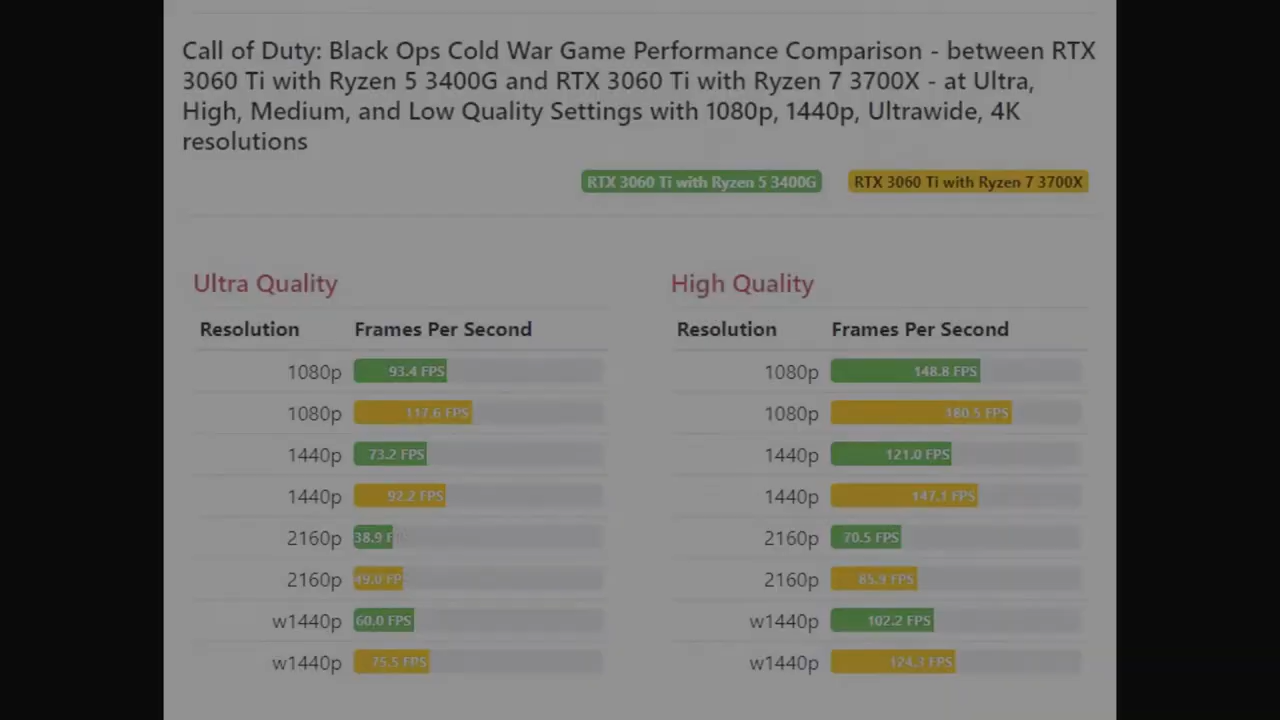 Call of Duty: Black Ops Cold War Game Performance Comparison - between RTX
3060 Ti with Ryzen 5 3400G and RTX 3060 Ti with Ryzen 7 3700X - at Ultra,
High, Medium, and Low Quality Settings with 1080p, 1440p, Ultrawide, 4K
resolutions
RTX 3060 Ti with Ryzen 5 3400G RTX 3060 Ti with Ryzen 7 3700X
Ultra Quality
Resolution Frames Per Second
1080p 93.4 FPS
1080p 117.6 FPS
1440p 73.2 FPS
1440p 92.2 FPS
2160p 38.9 F
2160p 49.0 FP
w1440p 60.0 FPS
w1440p 75.5 FPS
High Quality
Resolution Frames Per Second
1080p 148.8 FPS
1080p 180.5 FPS
1440p 121.0 FPS
1440p 147.1 FPS
2160p 70.5 FPS
2160p 85.9 FPS
w1440p 102.2 FPS
w1440p 124.3 FPS